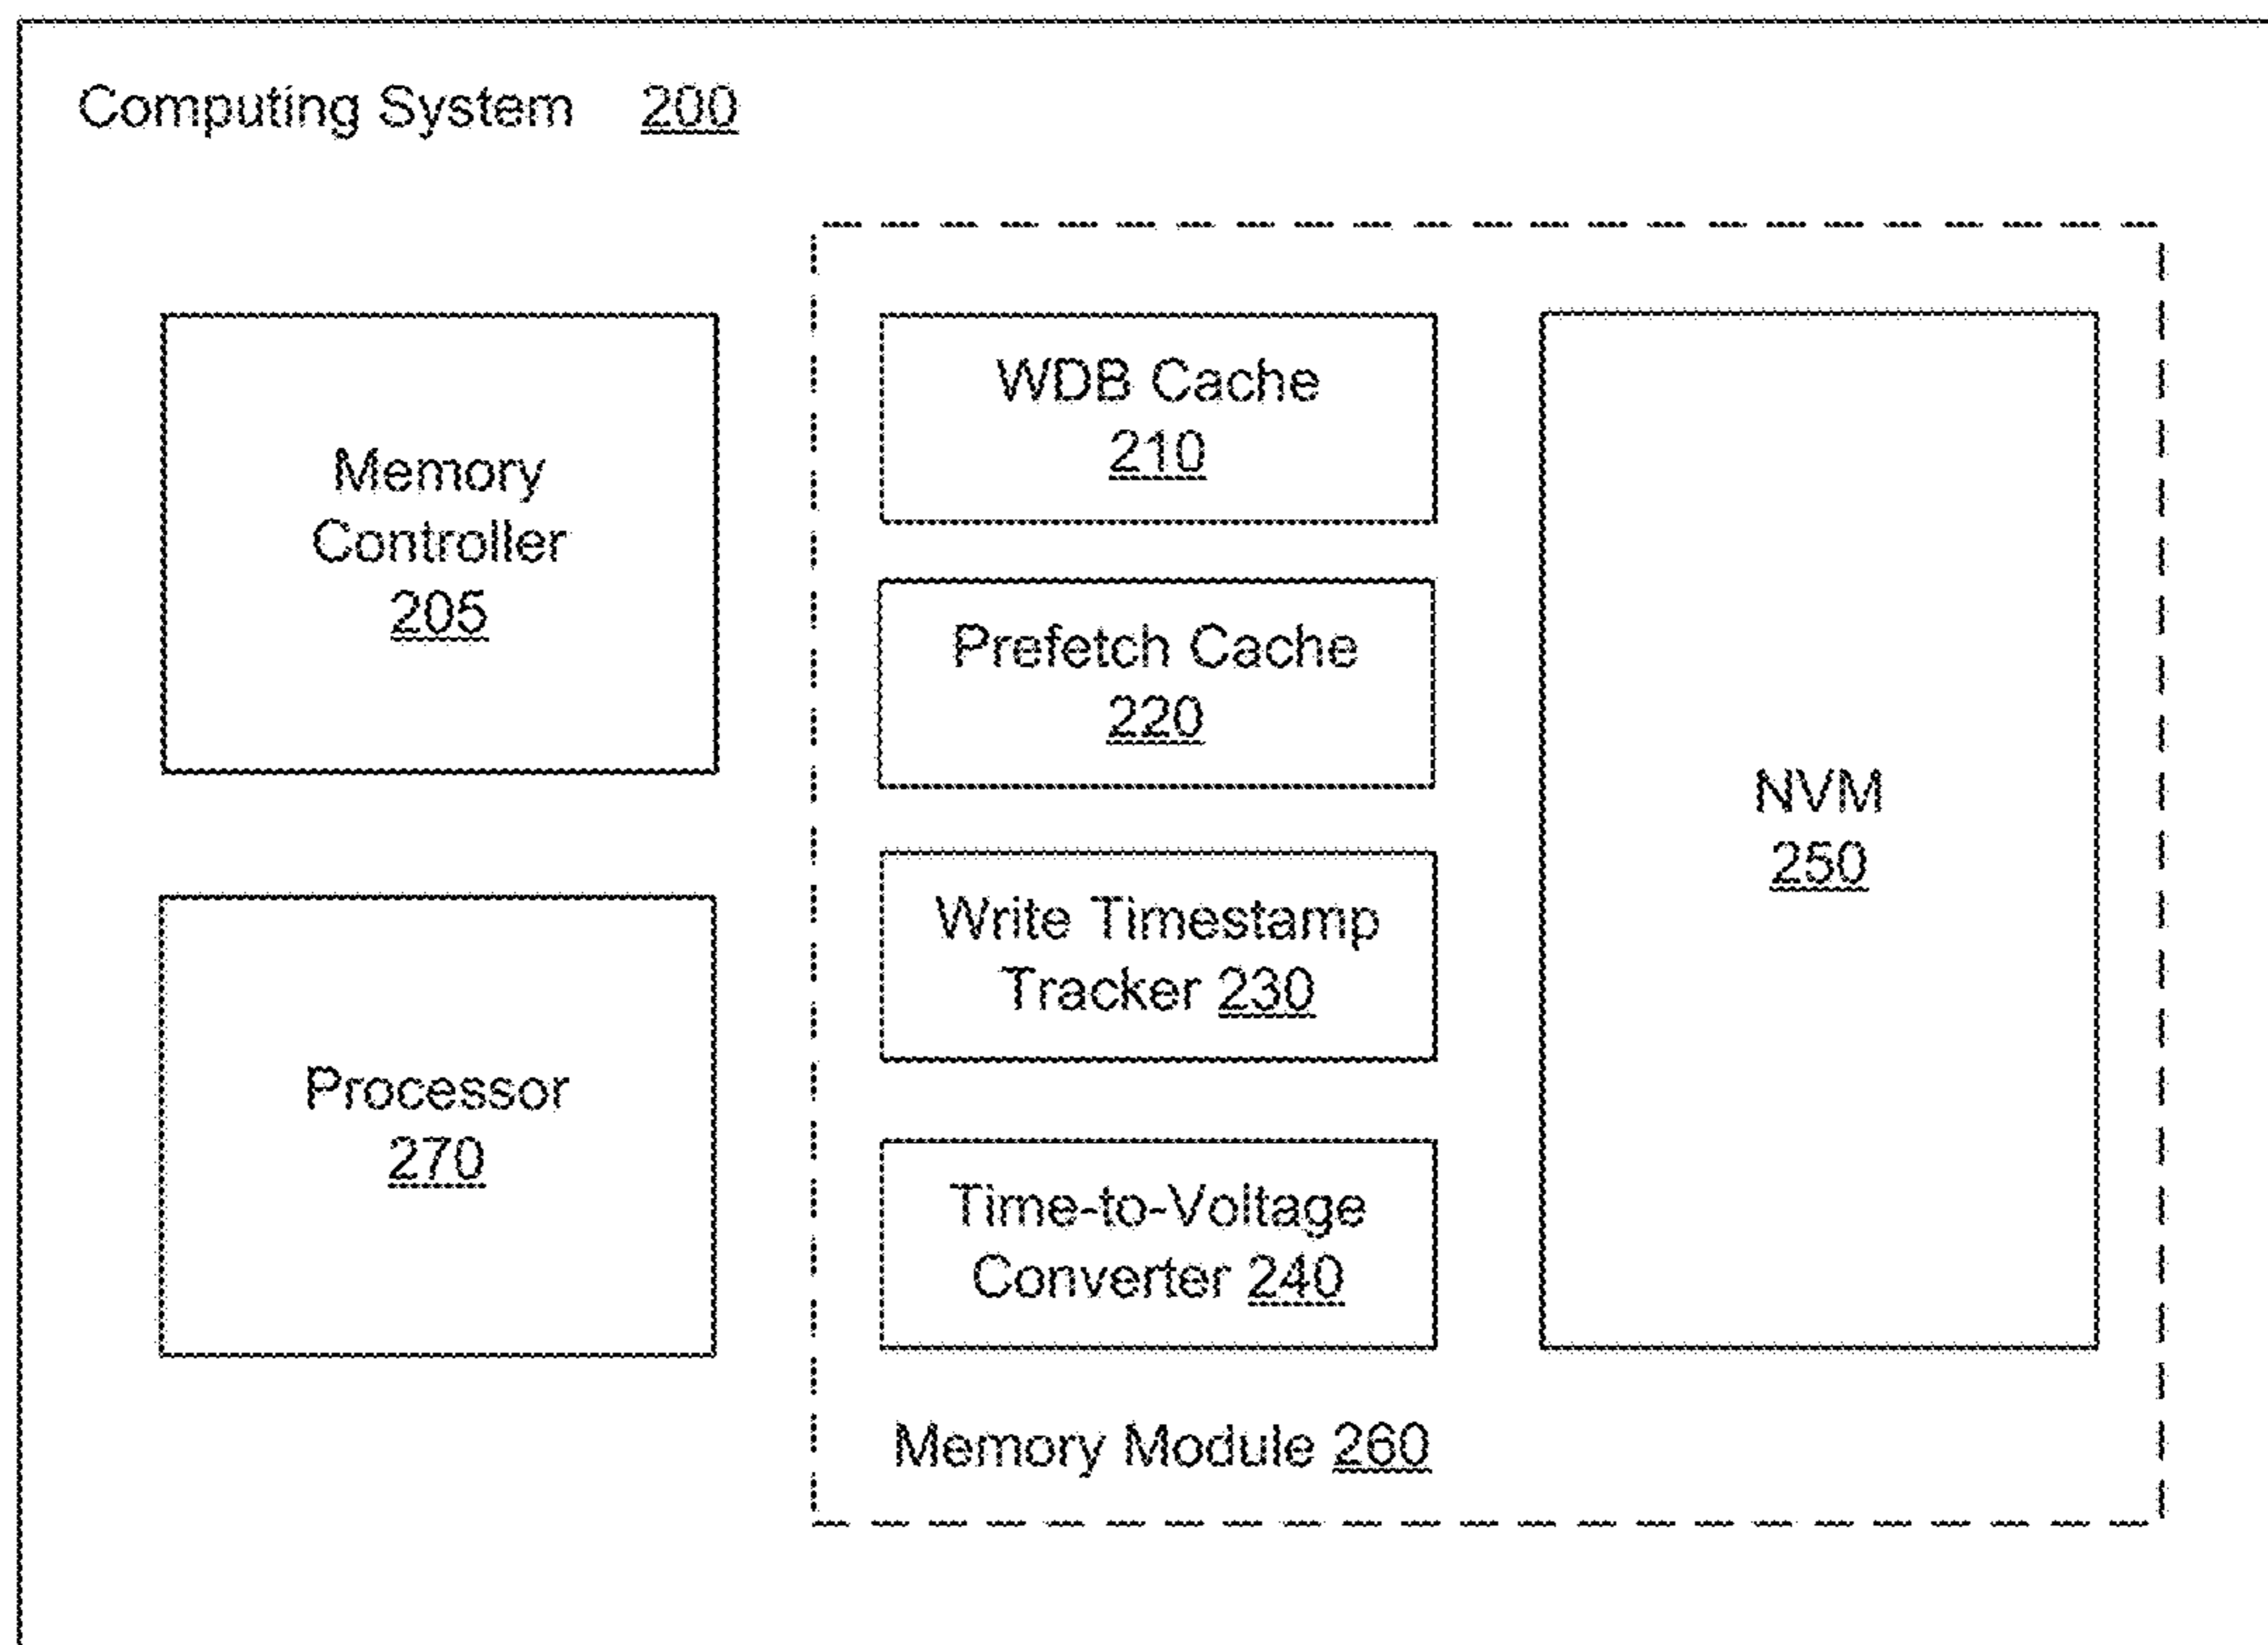 Computing System 200
Memory
Controller
205
Processor
270
WDB Cache
210
Prefetch Cache
220
Write Timestamp
Tracker 230
Time-to-Voltage
Converter 240
NVM
250
Memory Module 260